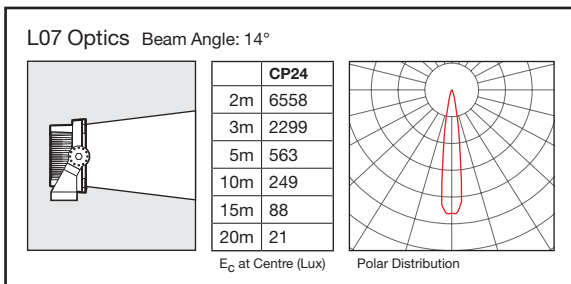 L07 Optics Beam Angle: 14°
CP24
2m 6558
3m 2299
5m 563
10m 249
15m 88
20m 21
EC at Centre (Lux)
Polar Distribution